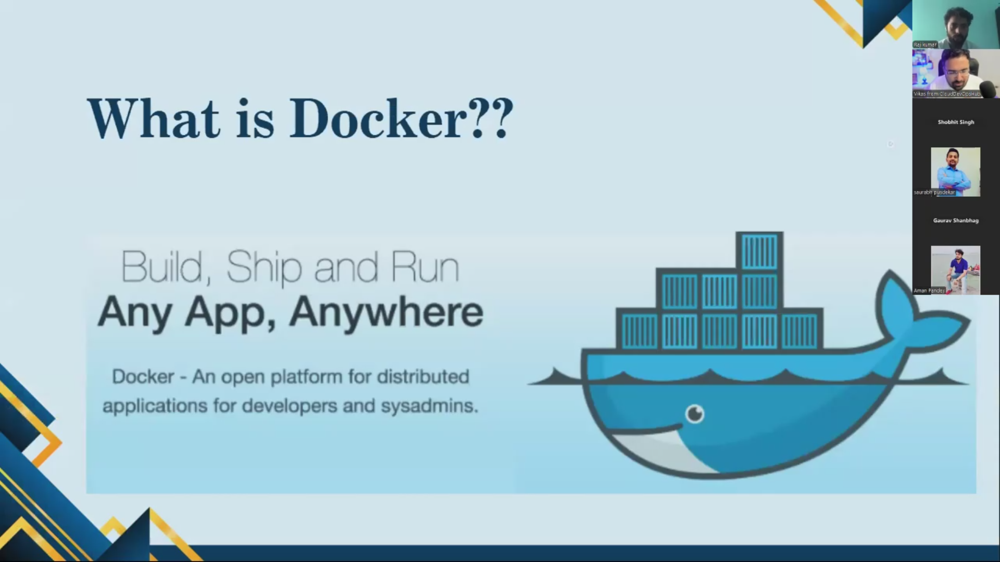 What is Docker??
Build, Ship and Run
Any App, Anywhere
Docker - An open platform for distributed
applications for developers and sysadmins.
Raj kumar
Vikas from CloudDevOpsHub
Shobhit Singh
saurabh pusdekar
Gaurav Shanbhag
Aman Pandey